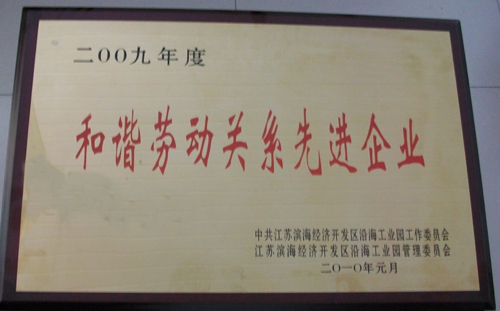 二00九年度
和谐劳动关系先进企业
中共江苏滨海经济开发区沿海工业园工作委员会
江苏滨海经济开发区沿海工业园管理委员会
二〇一〇年元月